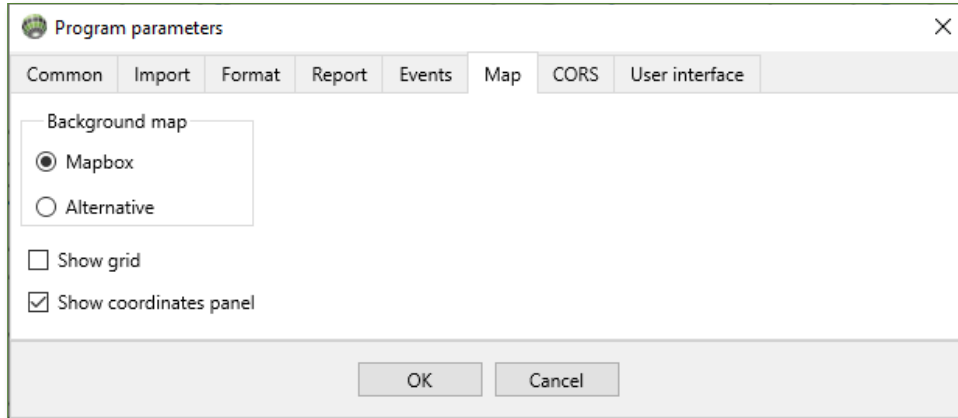 Program parameters
Common Import Format Report Events Map CORS User interface
Background map
Mapbox
Alternative
Show grid
Show coordinates panel
OK Cancel